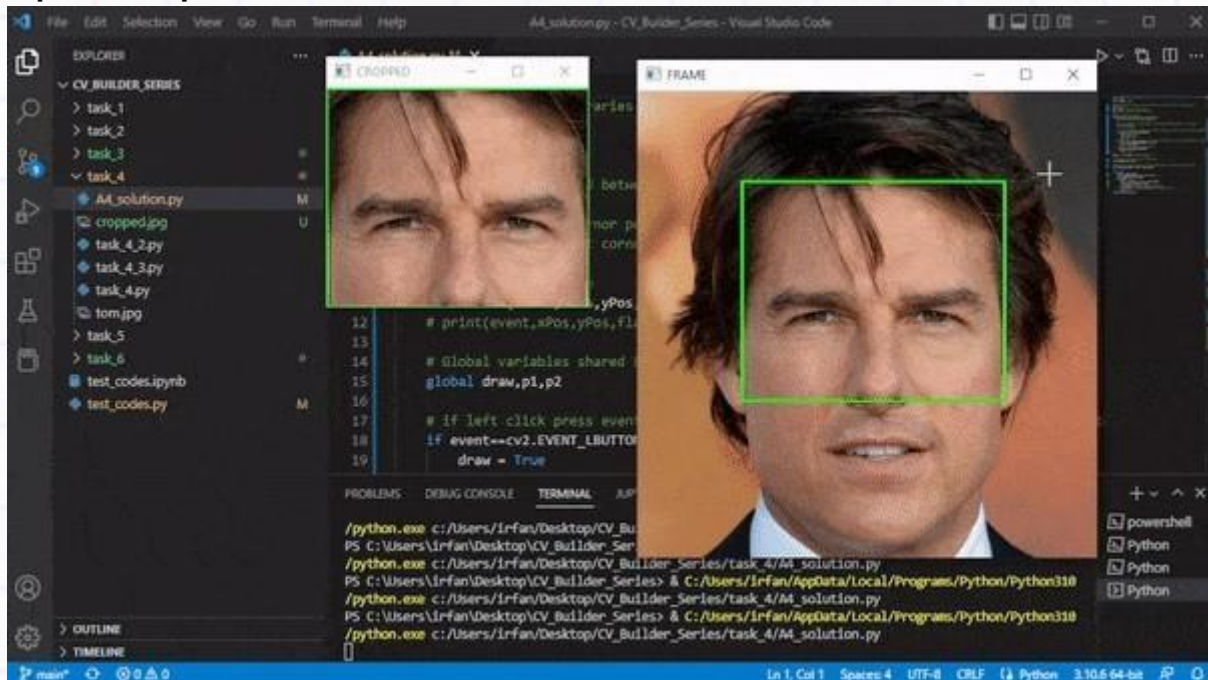 File Edit Selection View Go Run Terminal Help
A4_solution.py - CV_Builder_Series - Visual Studio Code
EXPLORER
CV_BUILDER_SERIES
task_1
task_2
task_3
task_4
A4_solution.py M
cropped.jpg U
task_4_2.py
task_4_3.py
task_4.py
tom.jpg
task_5
task_6
test_codes.ipynb
test_codes.py M
OUTLINE
TIMELINE
CROPPED
FRAME
,yPos
12 # print(event,xPos,yPos,
13
14 # Global variables shared
15 global draw,p1,p2
16
17 # if left click press
18 if event==cv2.
19 draw = True
PROBLEMS DEBUG CONSOLE TERMINAL
/python.exe c:/Users/irfan/Desktop/
PS C:\Users\irfan\Desktop\
/python.exe c:/Users/irfan/Desktop/CV_Builder_Series/task_4/A4_solution.py
PS C:\Users\irfan\Desktop\CV_Builder_Series> & C:/Users/irfan/AppData/Local/Programs/Python/Python310
/python.exe c:/Users/irfan/Desktop/CV_Builder_Series/task_4/A4_solution.py
PS C:\Users\irfan\Desktop\CV_Builder_Series> & C:/Users/irfan/AppData/Local/Programs/Python/Python310
/python.exe c:/Users/irfan/Desktop/CV_Builder_Series/task_4/A4_solution.py
powershell
Python
Python
Python
main* 0 0 Ln 1, Col 1 Spaces: 4 UTF-8 CRLF Python 3.10.6 64-bit